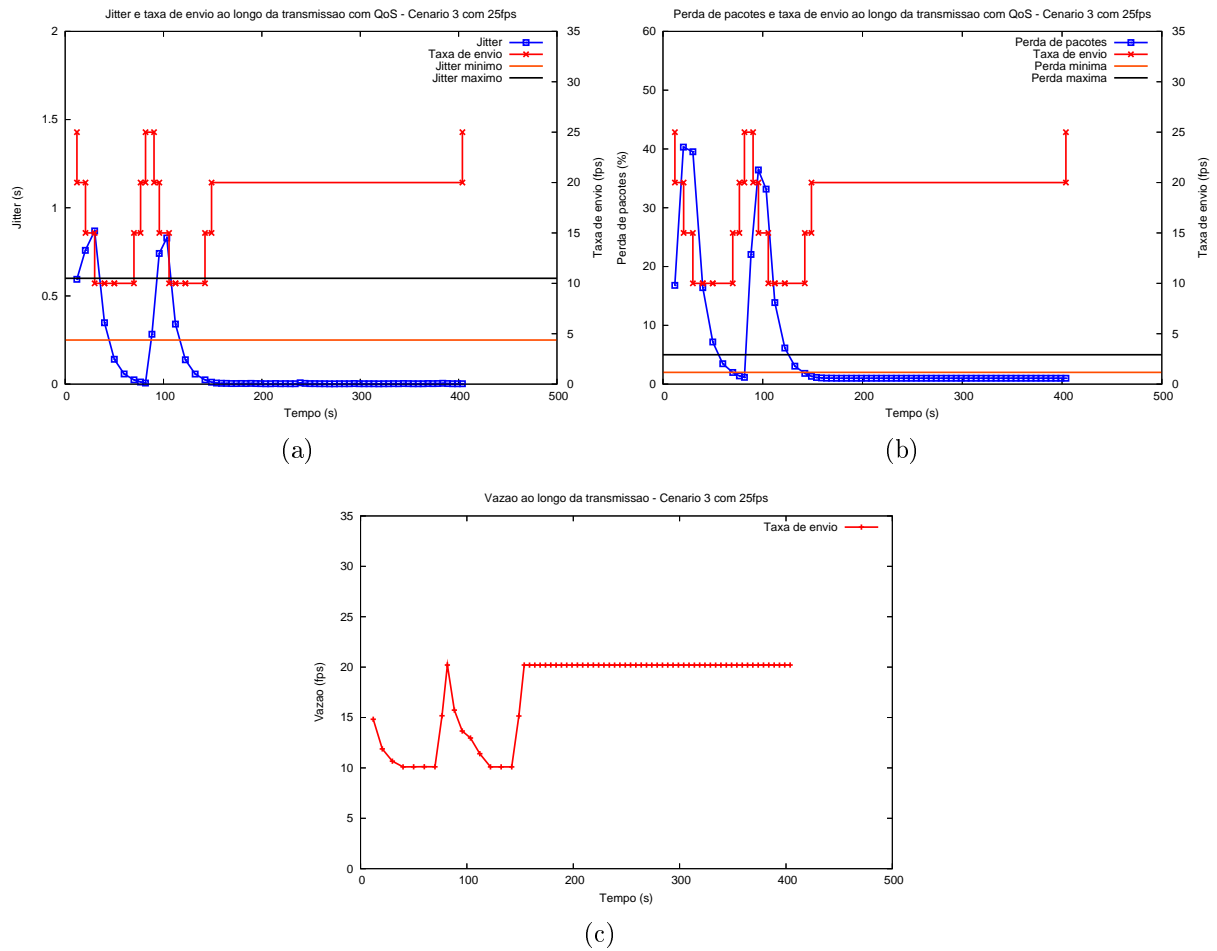 Jitter e taxa de envio ao longo da transmissao com QoS - Cenario 3 com 25fps
Jitter
Taxa de envio
Jitter minimo
Jitter maximo
2
1.5
1
0.5
0
35
30
25
20
15
10
5
0
Jitter (s)
Taxa de envio (fps)
0 100 200 300 400 500
Tempo (s)
(a)
Perda de pacotes e taxa de envio ao longo da transmissao com QoS - Cenario 3 com 25fps
Perda de pacotes
Taxa de envio
Perda minima
Perda maxima
60
50
40
30
20
10
0
35
30
25
20
15
10
5
0
Perda de pacotes (%)
Taxa de envio (fps)
0 100 200 300 400 500
Tempo (s)
(b)
Vazao ao longo da transmissao - Cenario 3 com 25fps
Taxa de envio
35
30
25
20
15
10
5
0
Vazao (fps)
0 100 200 300 400 500
Tempo (s)
(c)